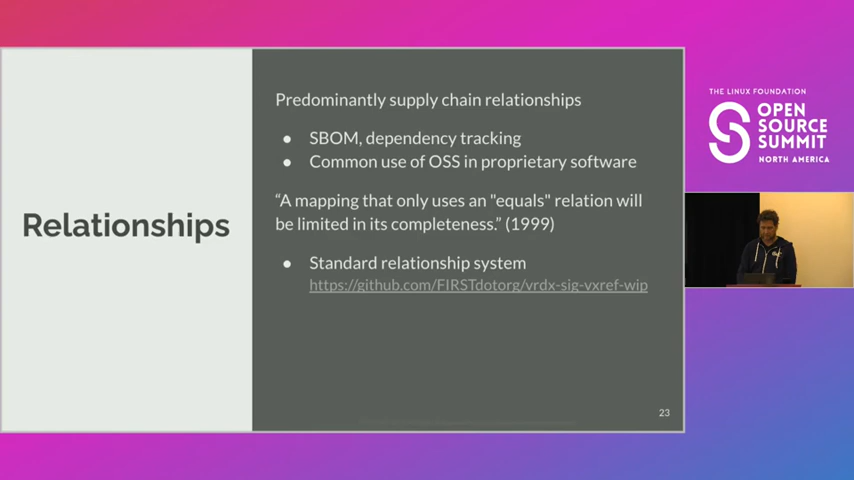 Relationships
Predominantly supply chain relationships
● SBOM, dependency tracking
● Common use of OSS in proprietary software
“A mapping that only uses an "equals" relation will
be limited in its completeness.” (1999)
● Standard relationship system
https://github.com/FIRSTdotorg/vrdx-sig-vxref-wip
23
THE LINUX FOUNDATION
OPEN
SOURCE
SUMMIT
NORTH AMERICA